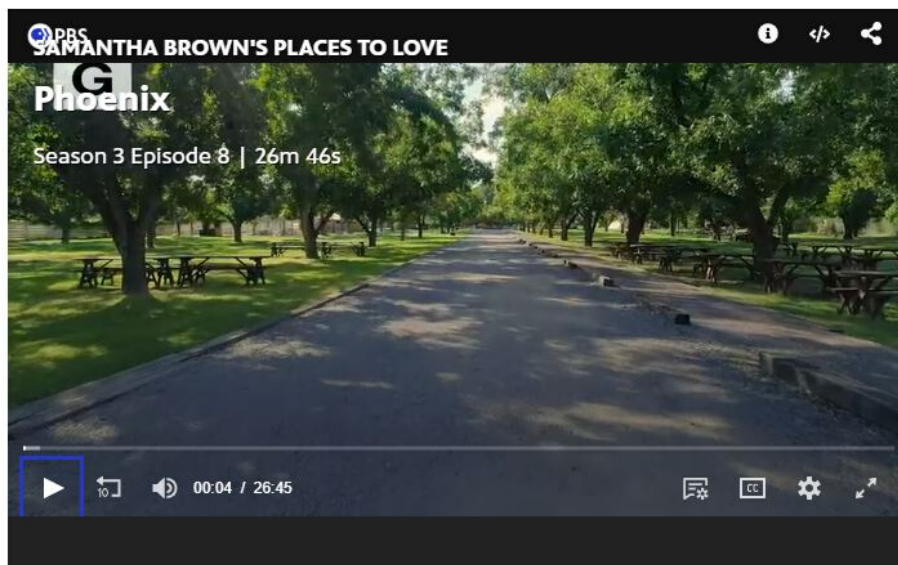 PBS
SAMANTHA BROWN'S PLACES TO LOVE
</>
G
Phoenix
Season 3 Episode 8 | 26m 46s
10
00:04 / 26:45
CC